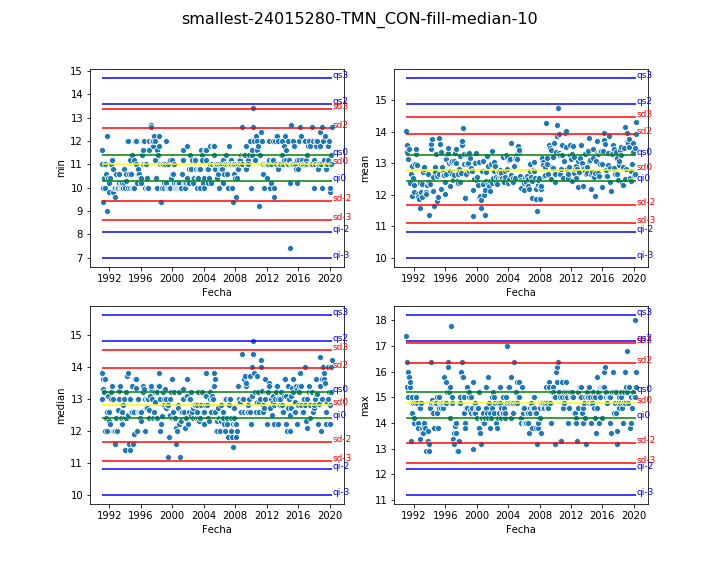 smallest-24015280-TMN_CON-fill-median-10
15
14
13
12
11
10
9
8
7
min
qs3
qs2
sd3
sd2
qs0
sd0
qi0
sd-2
sd-3
qi-2
qi-3
1992 1996 2000 2004 2008 2012 2016 2020
Fecha
15
14
13
12
11
10
mean
qs3
qs2
sd3
sd2
qs0
sd0
qi0
sd-2
sd-3
qi-2
qi-3
1992 1996 2000 2004 2008 2012 2016 2020
Fecha
15
14
13
12
11
10
median
qs3
qs2
sd3
sd2
qs0
sd0
qi0
sd-2
sd-3
qi-2
qi-3
1992 1996 2000 2004 2008 2012 2016 2020
Fecha
18
17
16
15
14
13
12
11
max
qs3
qs2
sd2
qs0
sd0
qi0
sd-2
sd-3
qi-2
qi-3
1992 1996 2000 2004 2008 2012 2016 2020
Fecha